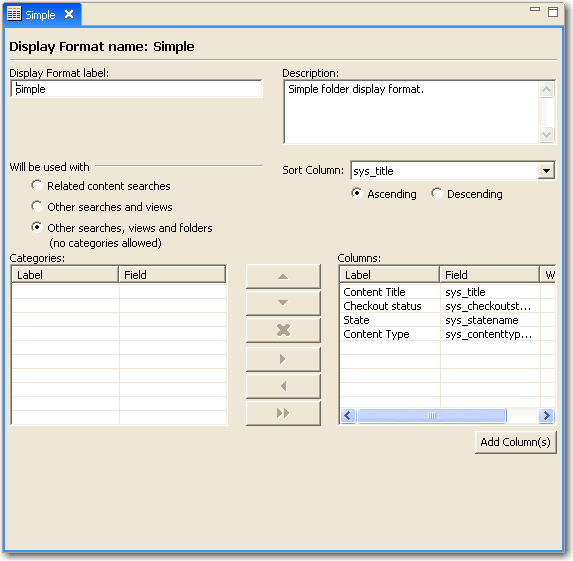 Simple
Display Format name: Simple
Display Format label:
Simple
Description:
Simple folder display format.
Will be used with
Related content searches
Other searches and views
Other searches, views and folders
(no categories allowed)
Sort Column: sys_title
Ascending Descending
Categories:
Label Field
Columns:
Label Field W
Content Title sys_title
Checkout status sys_checkoutst...
State sys_statename
Content Type sys_contenttyp...
Add Column(s)